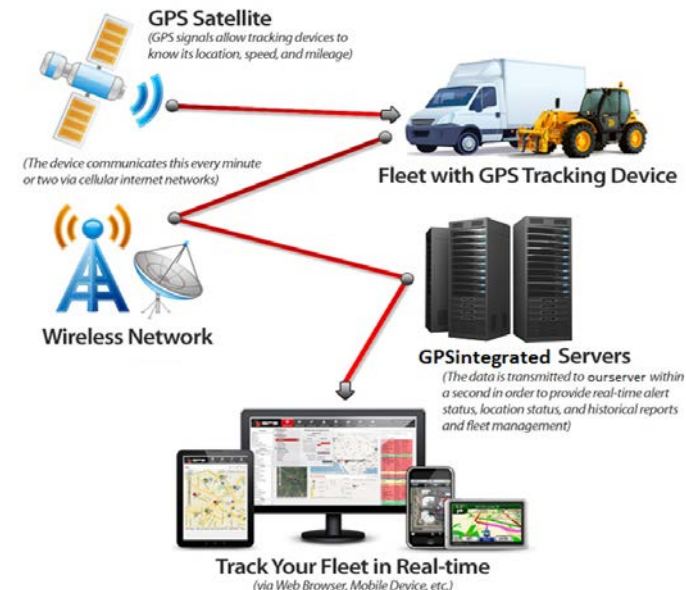 GPS Satellite
(GPS signals allow tracking devices to
know its location, speed, and mileage)
(The device communicates this every minute
or two via cellular internet networks)
Fleet with GPS Tracking Device
Wireless Network
GPSintegrated Servers
(The data is transmitted to ourserver within
a second in order to provide real-time alert
status, location status, and historical reports
and fleet management)
Track Your Fleet in Real-time
(via Web Browser, Mobile Device, etc.)